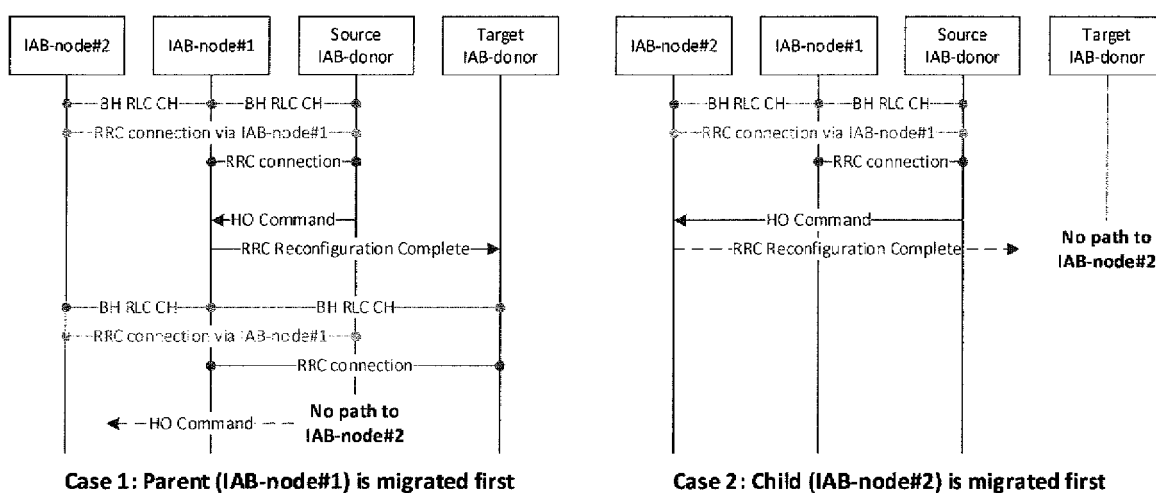 IAB-node#2
IAB-node#1
Source
IAB-donor
Target
IAB-donor
BH RLC CH
BH RLC CH
RRC connection via IAB-node#1
RRC connection
HO Command
RRC Reconfiguration Complete
BH RLC CH
BH RLC CH
RRC connection via IAB-node#1
RRC connection
HO Command
No path to
IAB-node#2
Case 1: Parent (IAB-node#1) is migrated first
IAB-node#2
IAB-node#1
Source
IAB-donor
Target
IAB-donor
BH RLC CH
BH RLC CH
RRC connection via IAB-node#1
RRC connection
HO Command
RRC Reconfiguration Complete
No path to
IAB-node#2
Case 2: Child (IAB-node#2) is migrated first